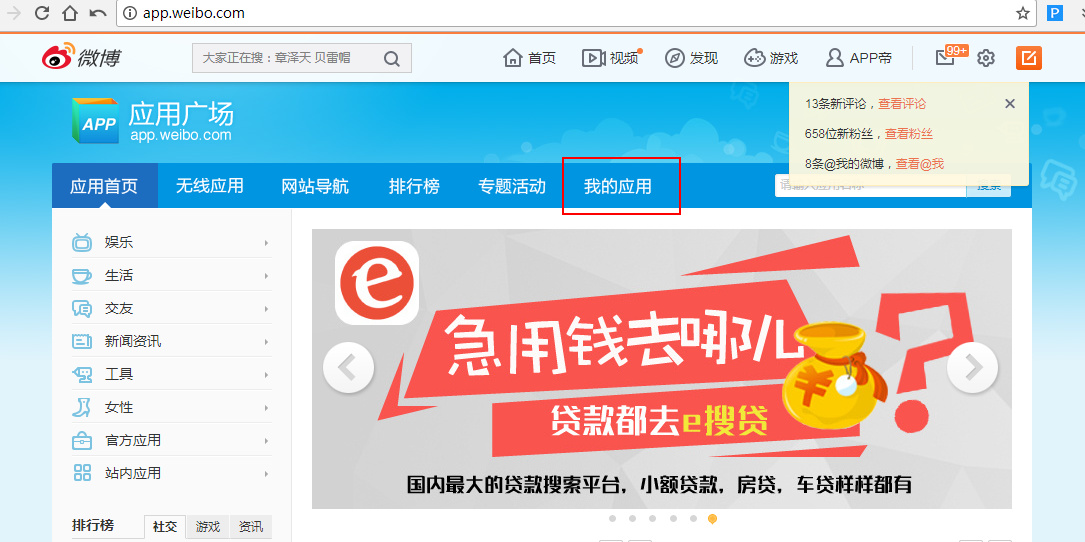 app.weibo.com
P
微博
大家正在搜：章泽天 贝雷帽
首页
视频
发现
游戏
APP帝
99+
13条新评论，查看评论
658位新粉丝，查看粉丝
8条@我的微博，查看@我
APP
应用广场
app.weibo.com
应用首页
无线应用
网站导航
排行榜
专题活动
我的应用
娱乐
生活
交友
新闻资讯
工具
女性
官方应用
站内应用
排行榜
社交
游戏
资讯
e
急用钱去哪儿
？
贷款都去e搜贷
国内最大的贷款搜索平台，小额贷款，房贷，车贷样样都有